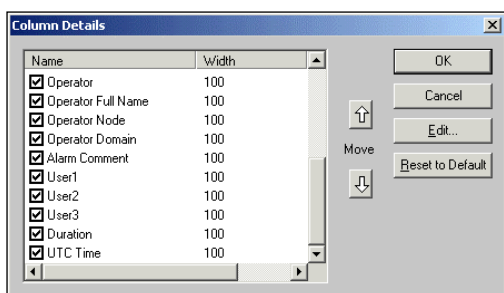 Column Details
Name Width
Operator 100
Operator Full Name 100
Operator Node 100
Operator Domain 100
Alarm Comment 100
User1 100
User2 100
User3 100
Duration 100
UTC Time 100
Move
OK
Cancel
Edit...
Reset to Default